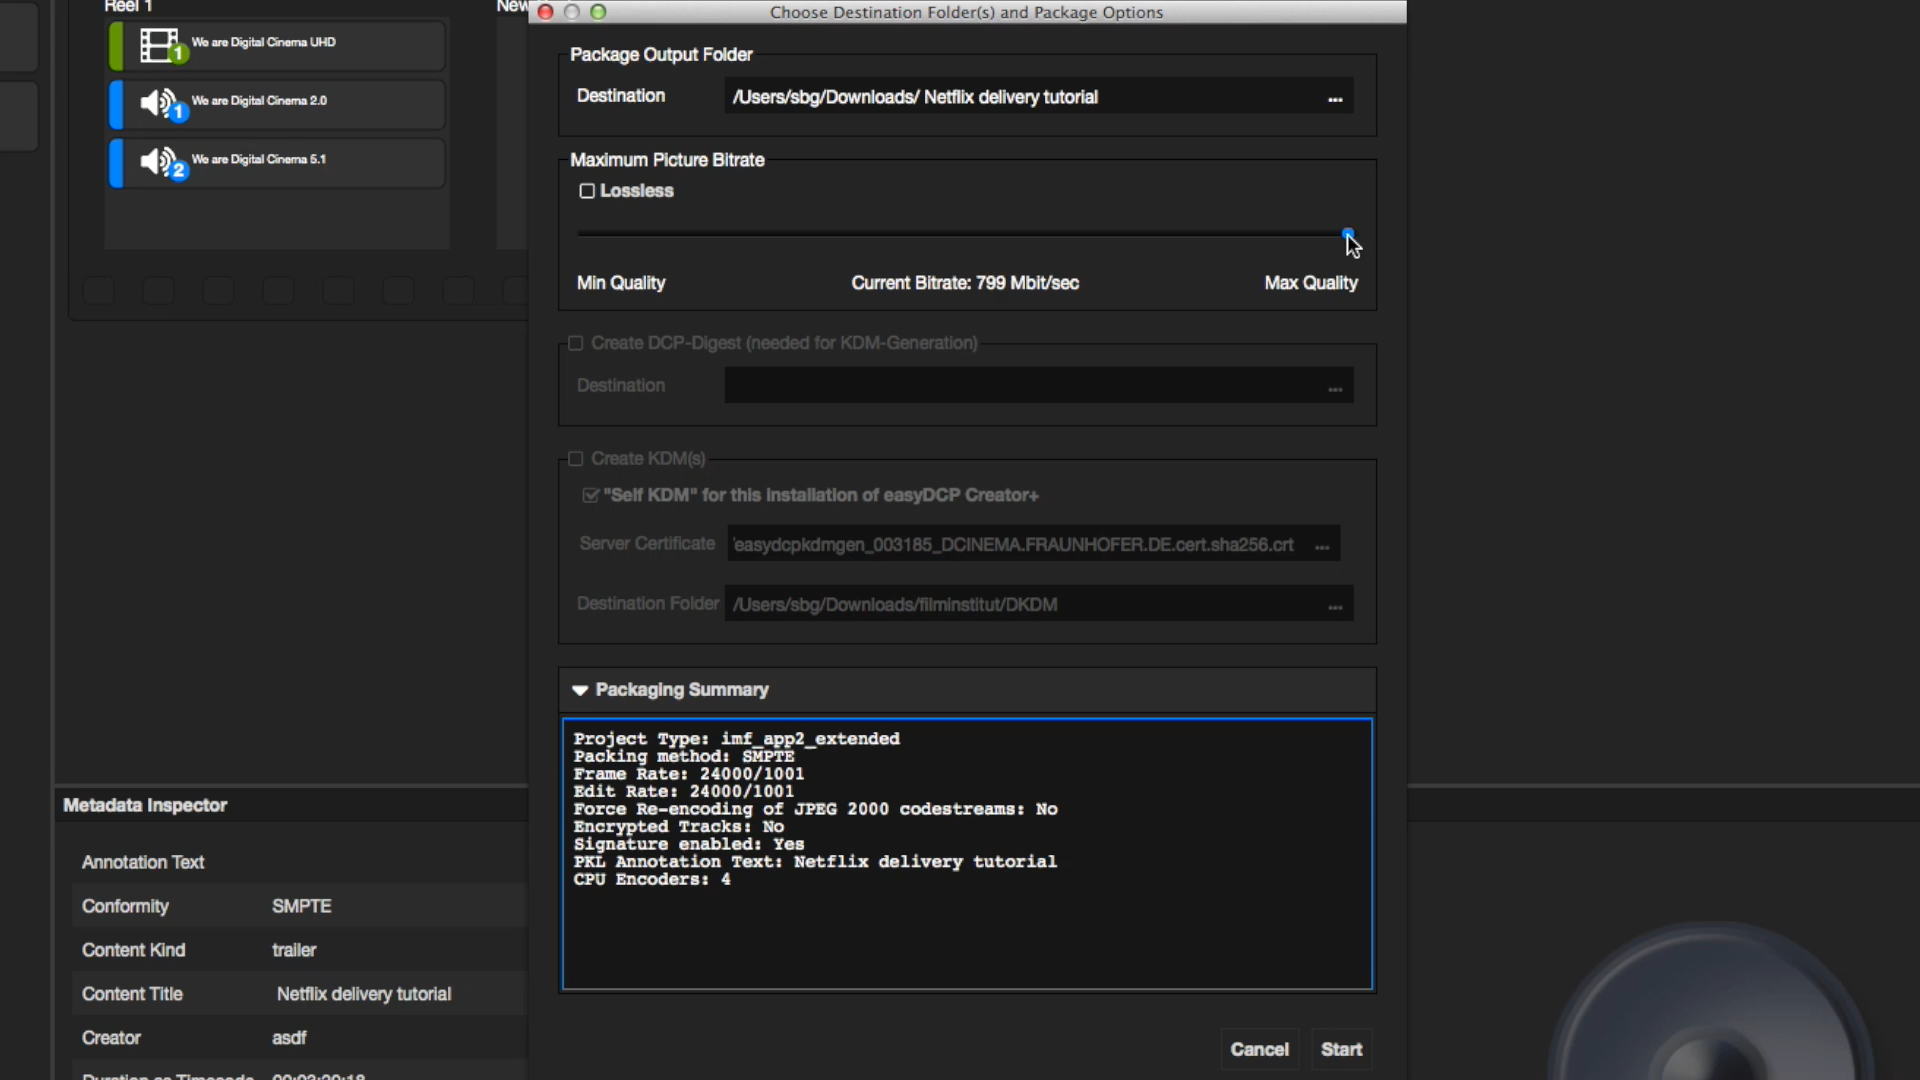 Reel 1
New
We are Digital Cinema UHD
1
We are Digital Cinema 2.0
1
We are Digital Cinema 5.1
2
Choose Destination Folder(s) and Package Options
Package Output Folder
Destination /Users/sbg/Downloads/ Netflix delivery tutorial ...
Maximum Picture Bitrate
Lossless
Min Quality Current Bitrate: 799 Mbit/sec Max Quality
Create DCP-Digest (needed for KDM-Generation)
Destination ...
Create KDM(s)
"Self KDM" for this installation of easyDCP Creator+
Server Certificate 'easydcpkdmgen_003185_DCINEMA.FRAUNHOFER.DE.cert.sha256.crt ...
Destination Folder /Users/sbg/Downloads/filminstitut/DKDM ...
Packaging Summary
Project Type: imf_app2_extended
Packing method: SMPTE
Frame Rate: 24000/1001
Edit Rate: 24000/1001
Force Re-encoding of JPEG 2000 codestreams: No
Encrypted Tracks: No
Signature enabled: Yes
PKL Annotation Text: Netflix delivery tutorial
CPU Encoders: 4
Cancel Start
Metadata Inspector
Annotation Text
Conformity SMPTE
Content Kind trailer
Content Title Netflix delivery tutorial
Creator asdf
Duration as Timecode